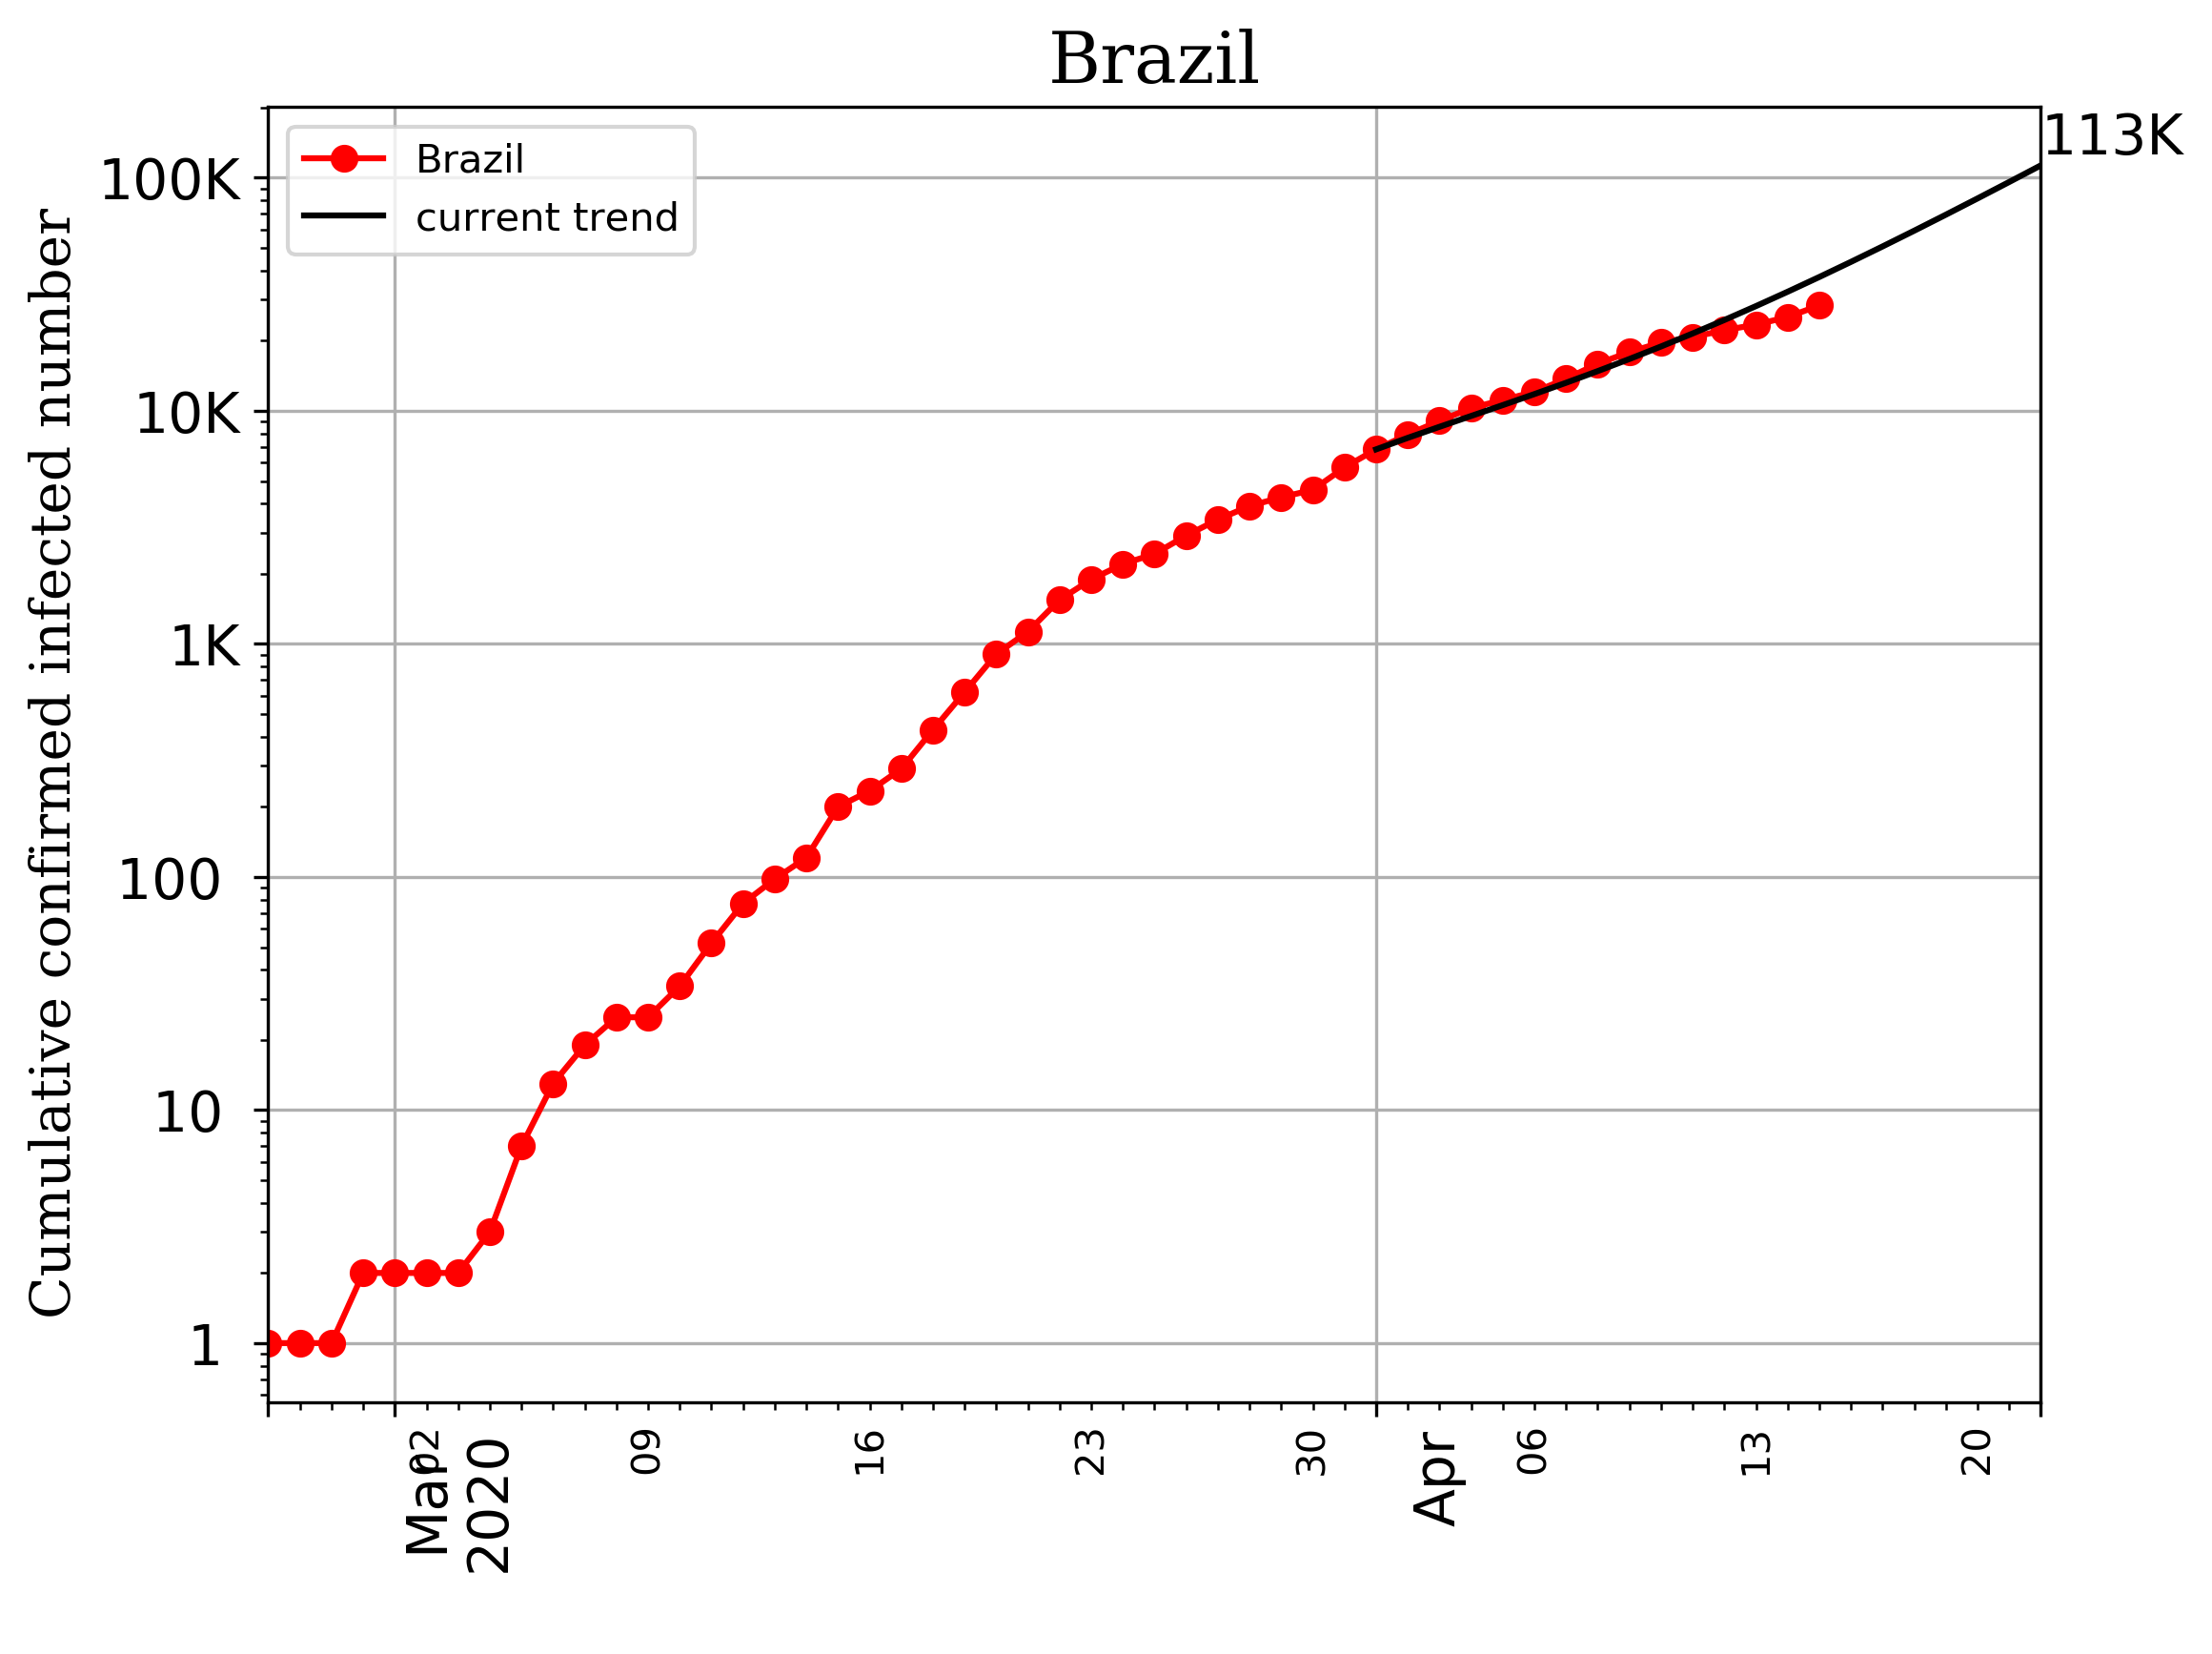 Brazil
113K
Brazil
current trend
100K
10K
1K
100
10
1
Cumulative confirmed infected number
02
09
16
23
30
06
13
20
Mar
2020
Apr